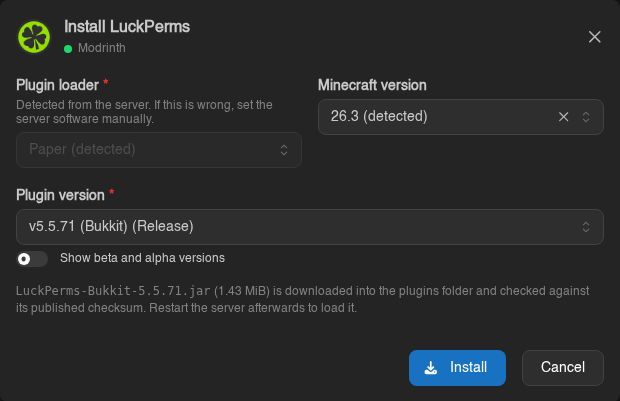 Install LuckPerms
Modrinth
Plugin loader *
Detected from the server. If this is wrong, set the
server software manually.
Paper (detected)
Minecraft version
26.3 (detected)
Plugin version *
v5.5.71 (Bukkit) (Release)
Show beta and alpha versions
LuckPerms-Bukkit-5.5.71.jar (1.43 MiB) is downloaded into the plugins folder and checked against
its published checksum. Restart the server afterwards to load it.
Install
Cancel